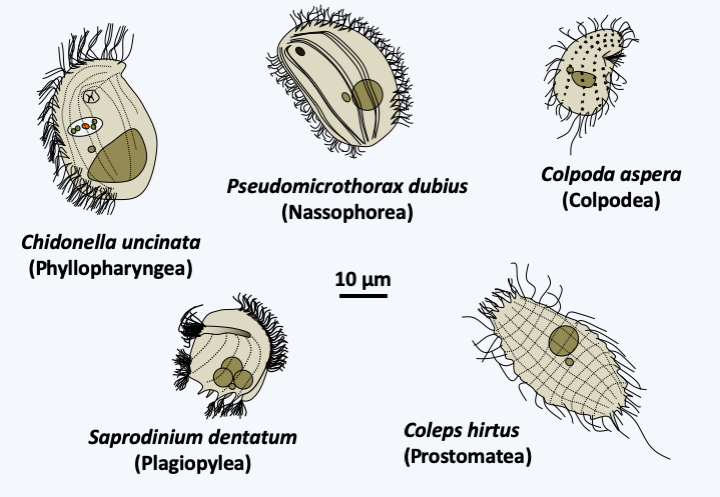 Colpoda aspera
(Colpodea)
Pseudomicrothorax dubius
(Nassophorea)
Chidonella uncinata
(Phyllopharyngea)
10 µm
Saprodinium dentatum
(Plagiopylea)
Coleps hirtus
(Prostomatea)